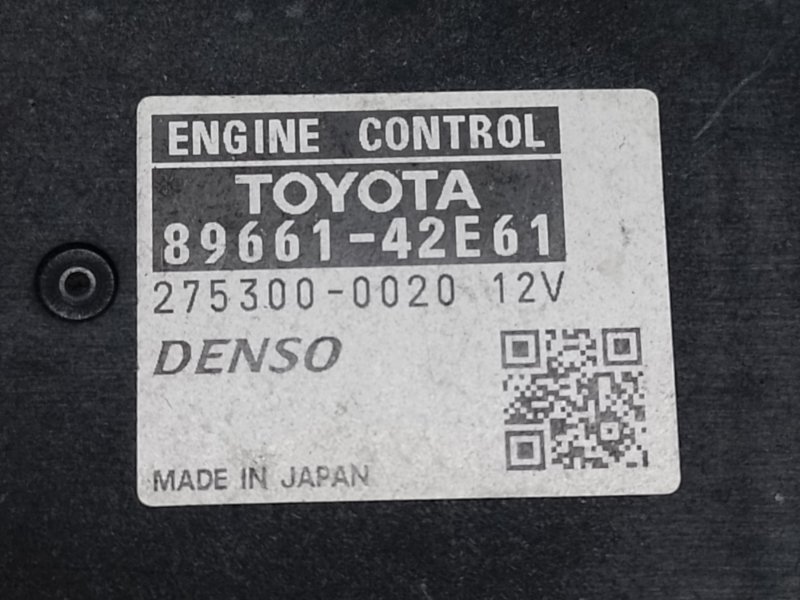 ENGINE CONTROL
TOYOTA
89661-42E61
275300-0020 12V
DENSO
MADE IN JAPAN